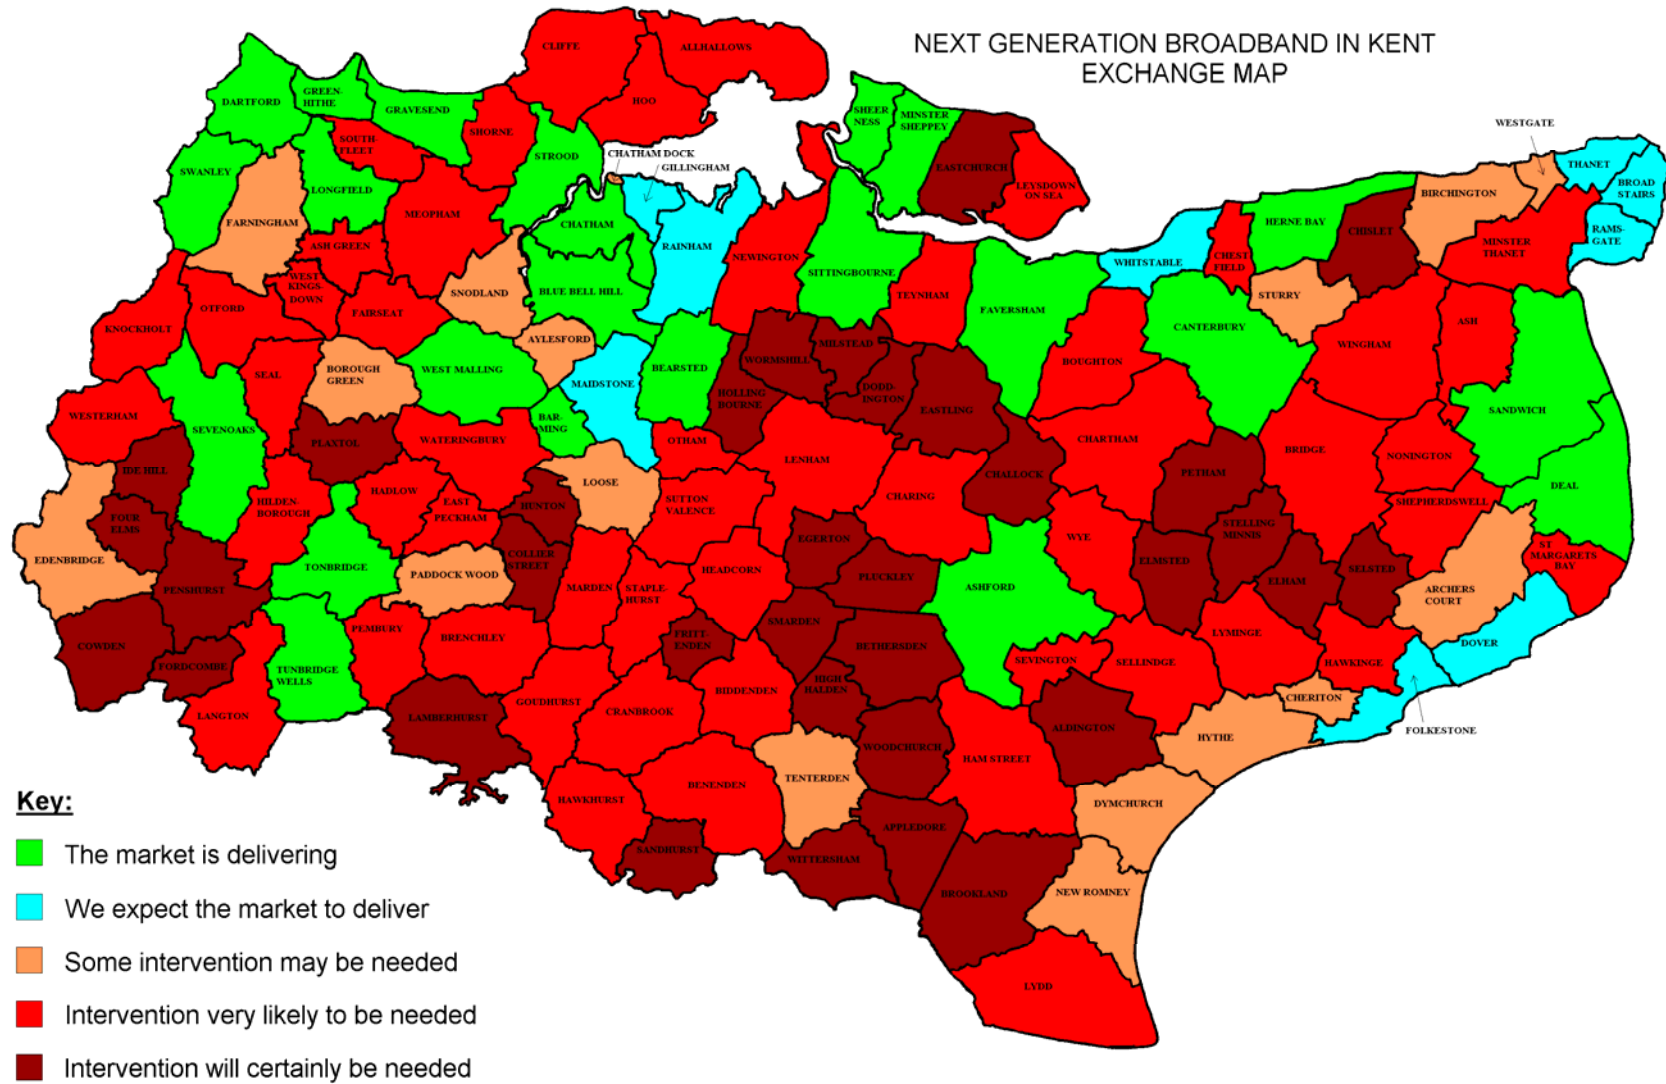 NEXT GENERATION BROADBAND IN KENT
EXCHANGE MAP
CLIFFE
ALLHALLOWS
HOO
DARTFORD
GREEN-
HITHE
GRAVESEND
SHORNE
SOUTH-
FLEET
STROOD
CHATHAM DOCK
GILLINGHAM
SHEER
NESS
MINSTER
SHEPPEY
EASTCHURCH
LEYSDOWN
ON SEA
WESTGATE
THANET
BROAD
STAIRS
RAMS-
GATE
BIRCHINGTON
MINSTER
THANET
SWANLEY
LONGFIELD
FARNINGHAM
MEOPHAM
ASH GREEN
CHATHAM
RAINHAM
NEWINGTON
SITTINGBOURNE
TEYNHAM
FAVERSHAM
WHITSTABLE
CHEST
FIELD
HERNE BAY
CHISLET
STURRY
CANTERBURY
WEST
KINGS-
DOWN
SNODLAND
BLUE BELL HILL
KNOCKHOLT
OTFORD
FAIRSEAT
AYLESFORD
BOROUGH
GREEN
WEST MALLING
MAIDSTONE
BEARSTED
WORMSHILL
MILSTEAD
HOLLING
BOURNE
DODD-
INGTON
EASTLING
BOUGHTON
WINGHAM
ASH
SANDWICH
SEAL
WESTERHAM
SEVENOAKS
PLAXTOL
WATERINGBURY
BAR-
MING
OTHAM
LENHAM
CHARTHAM
BRIDGE
NONINGTON
DEAL
IDE HILL
HILDEN-
BOROUGH
HADLOW
EAST
PECKHAM
HUNTON
LOOSE
SUTTON
VALENCE
CHARING
CHALLOCK
PETHAM
SHEPHERDSWELL
FOUR
ELMS
EDENBRIDGE
TONBRIDGE
PADDOCK WOOD
COLLIER
STREET
MARDEN
STAPLE-
HURST
HEADCORN
EGERTON
PLUCKLEY
ASHFORD
WYE
ELMSTED
STELLING
MINNIS
ELHAM
SELSTED
ARCHERS
COURT
ST
MARGARETS
BAY
PENSHURST
COWDEN
FORDCOMBE
TUNBRIDGE
WELLS
PEMBURY
BRENCHLEY
FRITT-
ENDEN
SMARDEN
BETHERSDEN
SEVINGTON
SELLINDGE
LYMINGE
HAWKINGE
DOVER
LANGTON
LAMBERHURST
GOUDHURST
CRANBROOK
BIDDENDEN
HIGH
HALDEN
WOODCHURCH
HAM STREET
ALDINGTON
HYTHE
CHERITON
FOLKESTONE
HAWKHURST
BENENDEN
TENTERDEN
DYMCHURCH
SANDHURST
WITTERSHAM
APPLEDORE
BROOKLAND
NEW ROMNEY
LYDD
Key:
The market is delivering
We expect the market to deliver
Some intervention may be needed
Intervention very likely to be needed
Intervention will certainly be needed